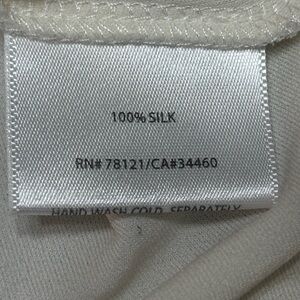 100% SILK
RN# 78121/CA#34460
HAND WASH COLD, SEPARATELY